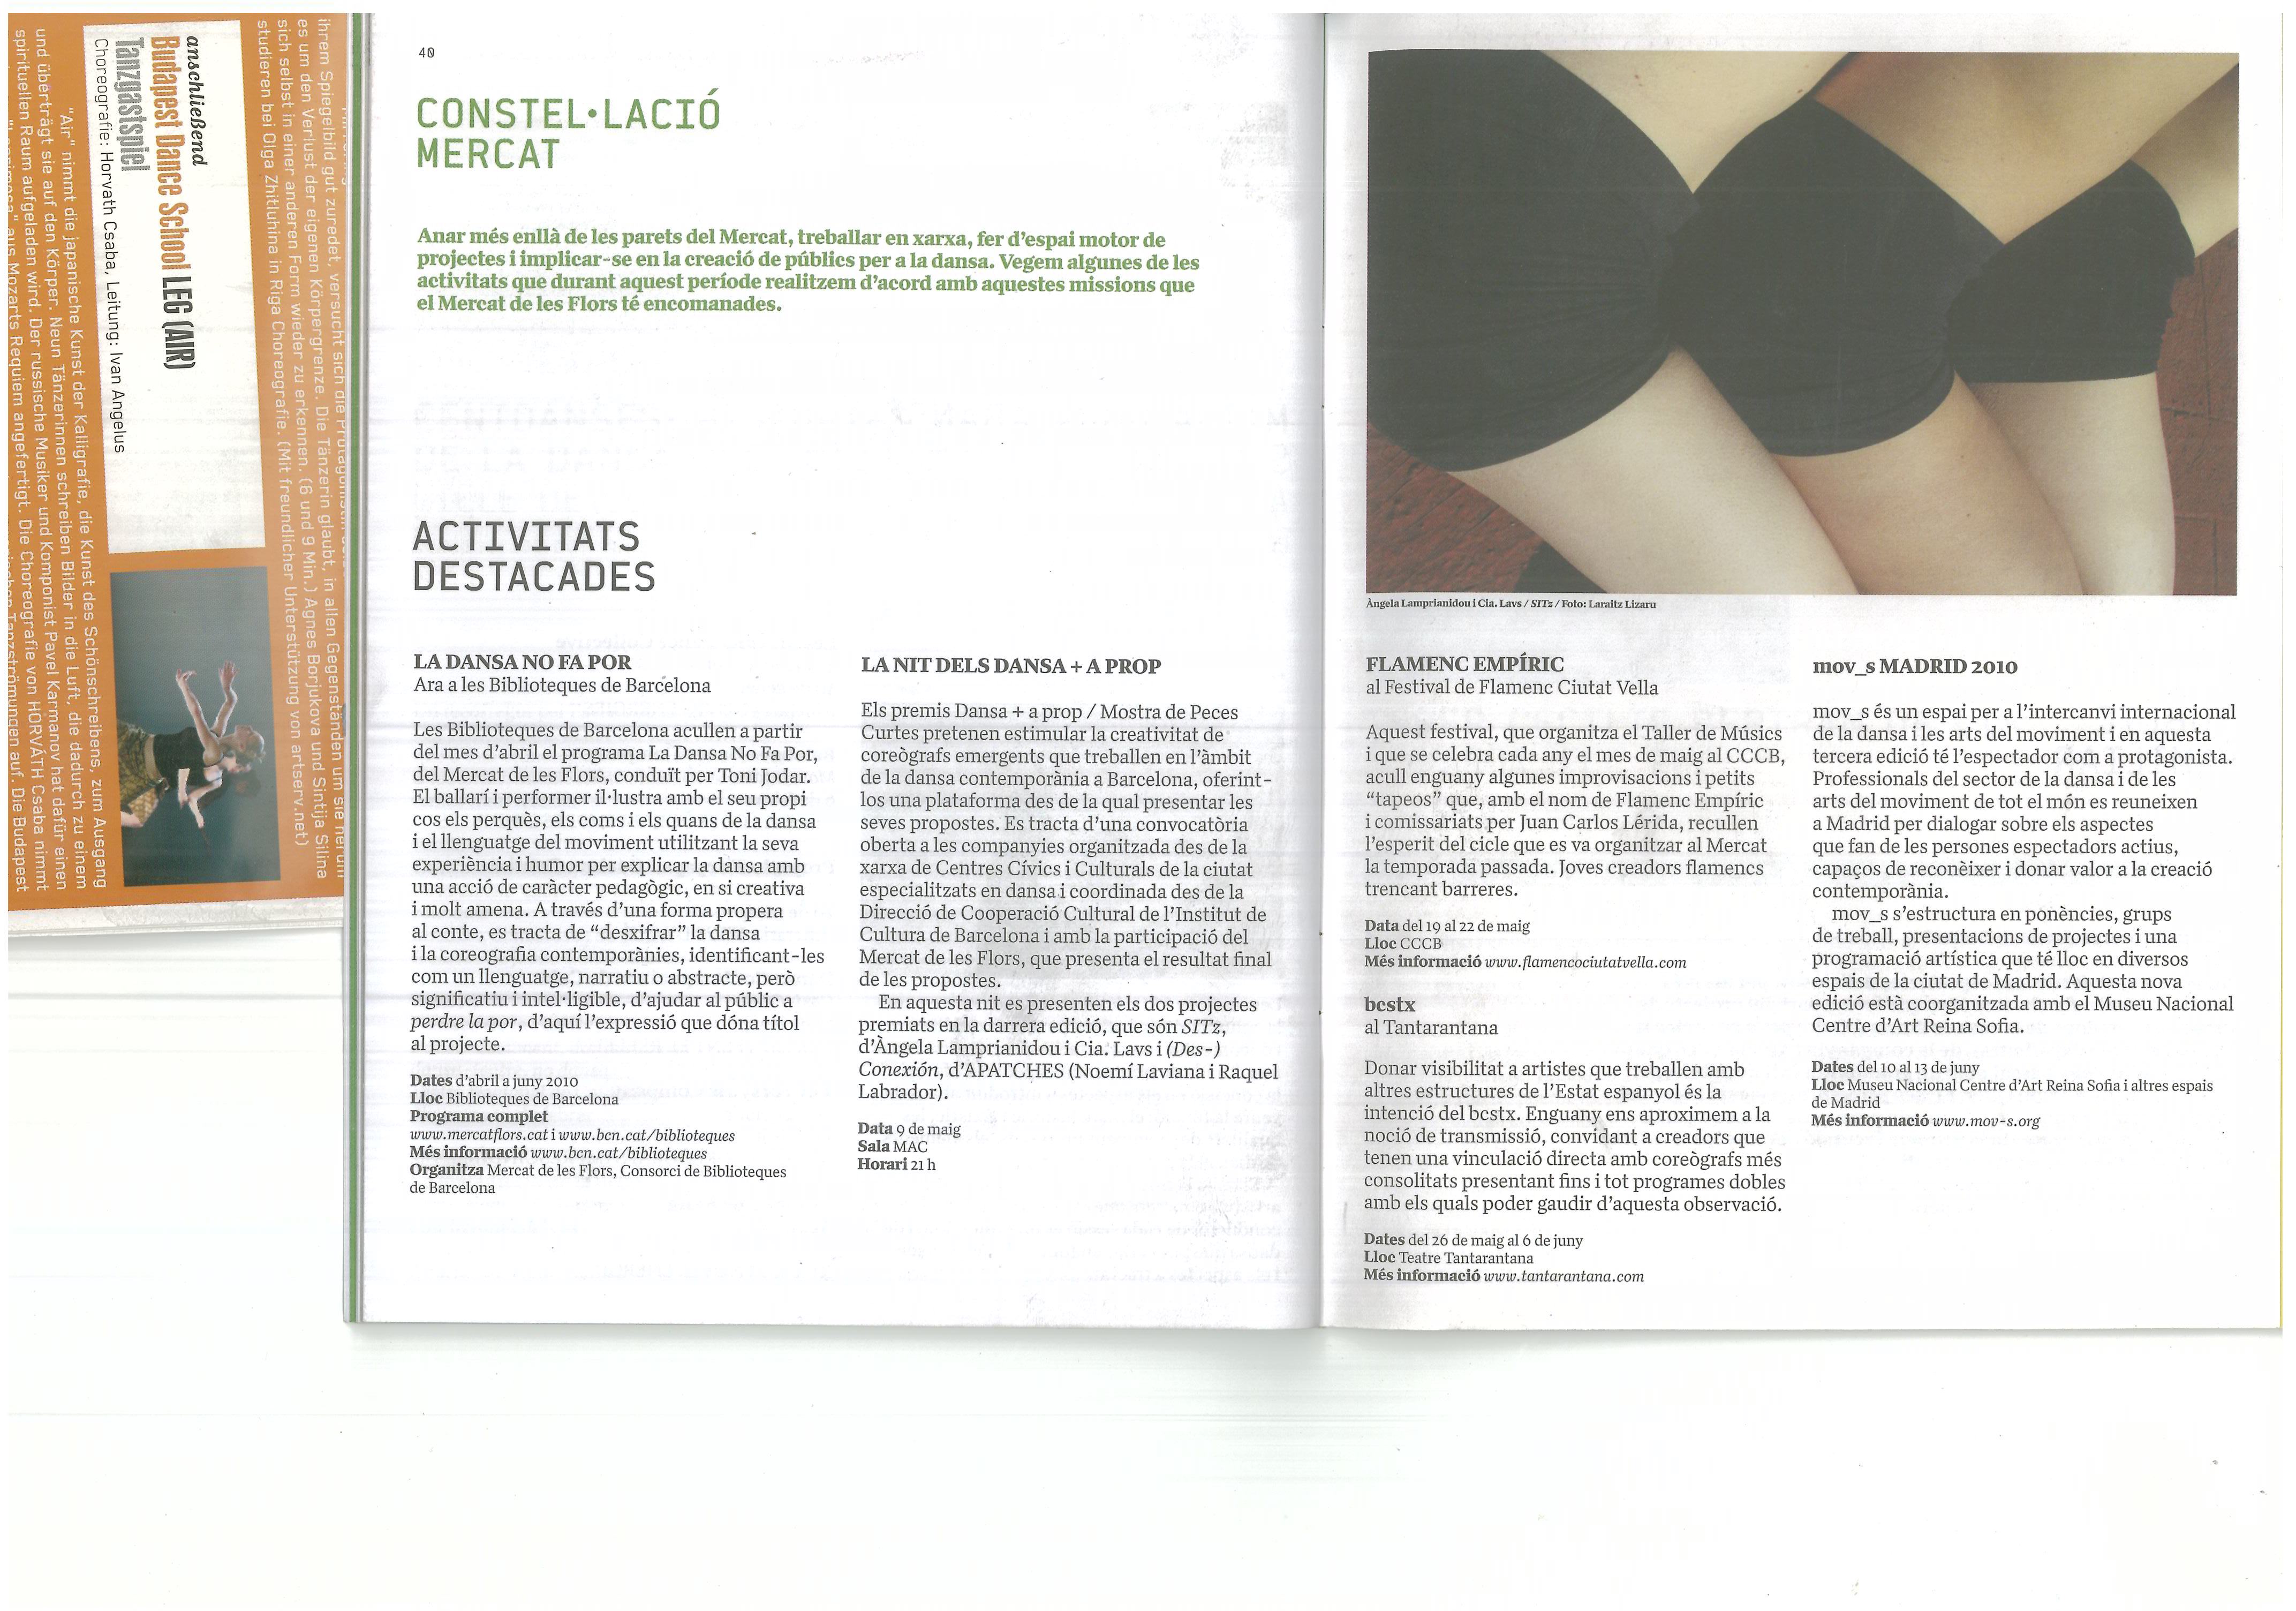 anschließend
Budapest Dance School LEG (AIR)
Tanzgastspiel
Choreografie: Horvath Csaba, Leitung: Ivan Angelus
ihrem Spiegelbild gut zuredet, versucht sich die
es um den Verlust der eigenen Körpergrenze. Die Tänzerin glaubt, in allen Gegenständen um sie herum
sich selbst in einer anderen Form wieder zu erkennen. (6 und 9 Min.) Agnes Borjukova und Sintija Silina
studieren bei Olga Zhitluhina in Riga Choreografie. (Mit freundlicher Unterstützung von artserv.net)
"Air" nimmt die japanische Kunst der Kalligrafie, die Kunst des Schönschreibens, zum Ausgang
und überträgt sie auf den Körper. Neun Tänzerinnen schreiben Bilder in die Luft, die dadurch zu einem
spirituellen Raum aufgeladen wird. Der russische Musiker und Komponist Pavel Karmanov hat dafür einen
aus Mozarts Requiem angefertigt. Die Choreografie von HORVÁTH Csaba nimmt
Tanzströmungen auf. Die Budapest
40
CONSTEL·LACIÓ
MERCAT
Anar més enllà de les parets del Mercat, treballar en xarxa, fer d’espai motor de
projectes i implicar-se en la creació de públics per a la dansa. Vegem algunes de les
activitats que durant aquest període realitzem d’acord amb aquestes missions que
el Mercat de les Flors té encomanades.
ACTIVITATS
DESTACADES
LA DANSA NO FA POR
Ara a les Biblioteques de Barcelona
Les Biblioteques de Barcelona acullen a partir
del mes d’abril el programa La Dansa No Fa Por,
del Mercat de les Flors, conduït per Toni Jodar.
El ballarí i performer il·lustra amb el seu propi
cos els perquès, els coms i els quans de la dansa
i el llenguatge del moviment utilitzant la seva
experiència i humor per explicar la dansa amb
una acció de caràcter pedagògic, en si creativa
i molt amena. A través d’una forma propera
al conte, es tracta de “desxifrar” la dansa
i la coreografia contemporànies, identificant-les
com un llenguatge, narratiu o abstracte, però
significatiu i intel·ligible, d’ajudar al públic a
perdre la por, d’aquí l’expressió que dóna títol
al projecte.
Dates d’abril a juny 2010
Lloc Biblioteques de Barcelona
Programa complet
www.mercatflors.cat i www.bcn.cat/biblioteques
Més informació www.bcn.cat/biblioteques
Organitza Mercat de les Flors, Consorci de Biblioteques
de Barcelona
LA NIT DELS DANSA + A PROP
Els premis Dansa + a prop / Mostra de Peces
Curtes pretenen estimular la creativitat de
coreògrafs emergents que treballen en l’àmbit
de la dansa contemporània a Barcelona, oferint-
los una plataforma des de la qual presentar les
seves propostes. Es tracta d’una convocatòria
oberta a les companyies organitzada des de la
xarxa de Centres Cívics i Culturals de la ciutat
especialitzats en dansa i coordinada des de la
Direcció de Cooperació Cultural de l’Institut de
Cultura de Barcelona i amb la participació del
Mercat de les Flors, que presenta el resultat final
de les propostes.
En aquesta nit es presenten els dos projectes
premiats en la darrera edició, que són SITz,
d’Àngela Lamprianidou i Cia. Lavs i (Des-)
Conexión, d’APATCHES (Noemí Laviana i Raquel
Labrador).
Data 9 de maig
Sala MAC
Horari 21 h
Àngela Lamprianidou i Cia. Lavs / SITz / Foto: Laraitz Lizaru
FLAMENC EMPÍRIC
al Festival de Flamenc Ciutat Vella
Aquest festival, que organitza el Taller de Músics
i que se celebra cada any el mes de maig al CCCB,
acull enguany algunes improvisacions i petits
“tapeos” que, amb el nom de Flamenc Empíric
i comissariats per Juan Carlos Lérida, recullen
l’esperit del cicle que es va organitzar al Mercat
la temporada passada. Joves creadors flamencs
trencant barreres.
Data del 19 al 22 de maig
Lloc CCCB
Més informació www.flamencociutatvella.com
bcstx
al Tantarantana
Donar visibilitat a artistes que treballen amb
altres estructures de l’Estat espanyol és la
intenció del bcstx. Enguany ens aproximem a la
noció de transmissió, convidant a creadors que
tenen una vinculació directa amb coreògrafs més
consolitats presentant fins i tot programes dobles
amb els quals poder gaudir d’aquesta observació.
Dates del 26 de maig al 6 de juny
Lloc Teatre Tantarantana
Més informació www.tantarantana.com
mov_s MADRID 2010
mov_s és un espai per a l’intercanvi internacional
de la dansa i les arts del moviment i en aquesta
tercera edició té l’espectador com a protagonista.
Professionals del sector de la dansa i de les
arts del moviment de tot el món es reuneixen
a Madrid per dialogar sobre els aspectes
que fan de les persones espectadors actius,
capaços de reconèixer i donar valor a la creació
contemporània.
mov_s s’estructura en ponències, grups
de treball, presentacions de projectes i una
programació artística que té lloc en diversos
espais de la ciutat de Madrid. Aquesta nova
edició està coorganitzada amb el Museu Nacional
Centre d’Art Reina Sofia.
Dates del 10 al 13 de juny
Lloc Museu Nacional Centre d’Art Reina Sofia i altres espais
de Madrid
Més informació www.mov-s.org